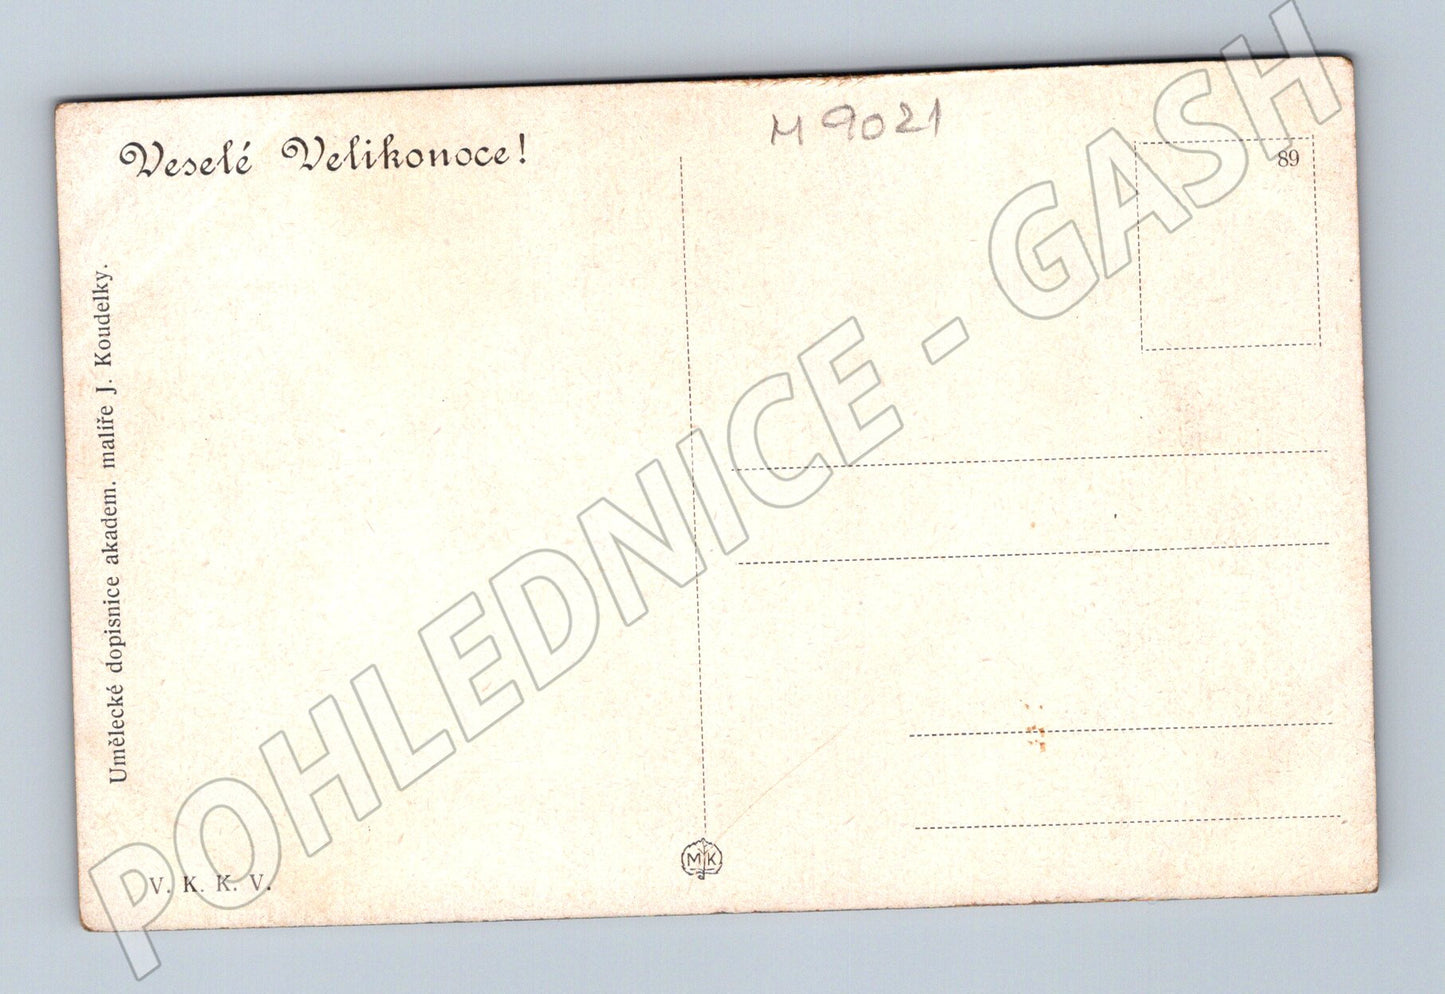 Veselé Velikonoce!
M 9021
89
Umělecké dopisnice akadem. malíře J. Koudelky.
V. K. K. V.
MK
POHLEDNICE - GASH